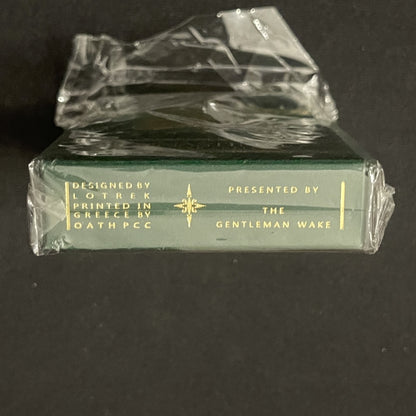 DESIGNED BY
LOTREK
PRINTED IN
GREECE BY
OATH PCC
PRESENTED BY
THE
GENTLEMAN WAKE